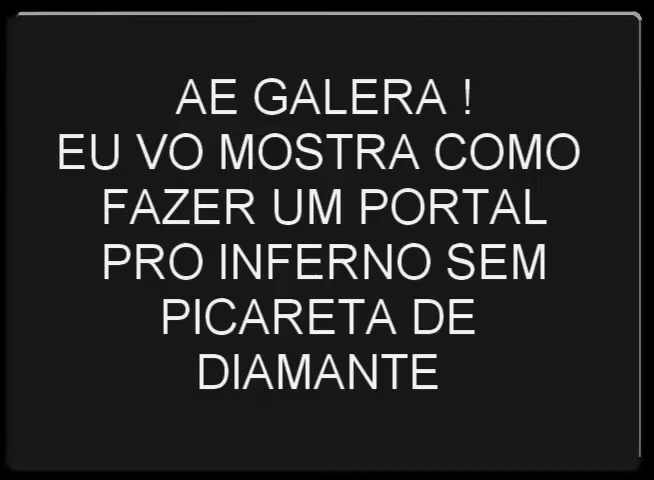 AE GALERA !
EU VO MOSTRA COMO
FAZER UM PORTAL
PRO INFERNO SEM
PICARETA DE
DIAMANTE